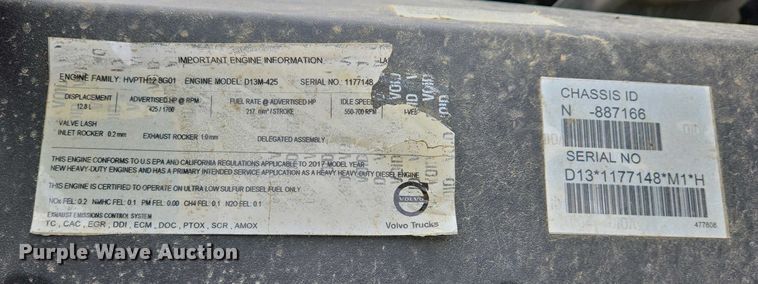 IMPORTANT ENGINE INFORMATION LA
ENGINE FAMILY: HVPTH12.8G01 ENGINE MODEL: D13M-425 SERIAL NO: 1177148
DISPLACEMENT ADVERTISED HP @ RPM FUEL RATE @ ADVERTISED HP IDLE SPEED
12.8 L 425 / 1700 217 mm³ / STROKE 550-700 RPM
VALVE LASH
INLET ROCKER 0.2 mm EXHAUST ROCKER 1.0 mm DELEGATED ASSEMBLY
THIS ENGINE CONFORMS TO U.S EPA AND CALIFORNIA REGULATIONS APPLICABLE TO 2017 MODEL YEAR
NEW HEAVY-DUTY ENGINES AND HAS A PRIMARY INTENDED SERVICE APPLICATION AS A HEAVY HEAVY-DUTY DIESEL ENGINE
THIS ENGINE IS CERTIFIED TO OPERATE ON ULTRA LOW SULFUR DIESEL FUEL ONLY
NOx FEL: 0.2 NMHC FEL: 0.1 PM FEL: 0.00 CH4 FEL: 0.1 N2O FEL: 0.1
EXHAUST EMISSIONS CONTROL SYSTEM
TC, CAC, EGR, DDI, ECM, DOC, PTOX, SCR, AMOX
VOLVO
Volvo Trucks
VOID
VOID
CHASSIS ID
N -887166
SERIAL NO
D13*1177148*M1*H
477808
Purple Wave Auction